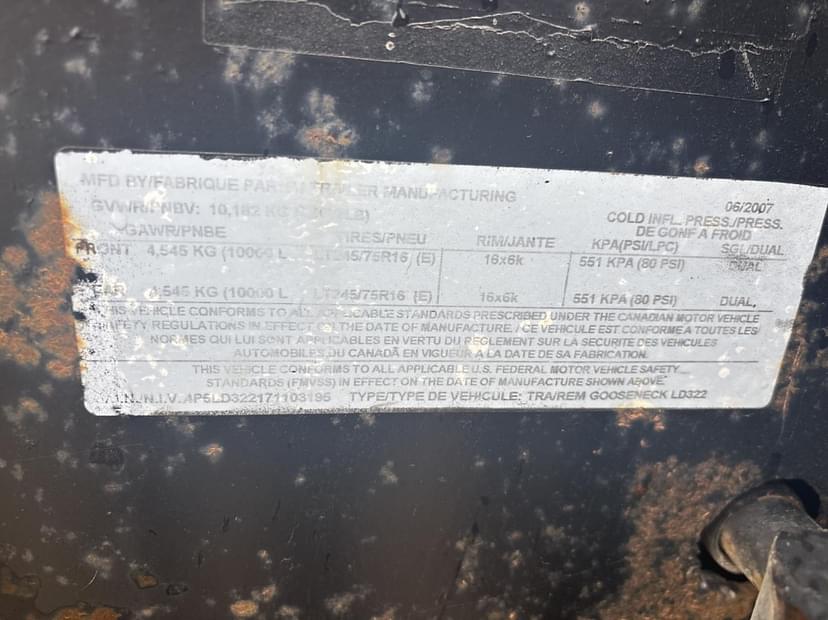 MFD BY/FABRIQUE PAR: TRAILER MANUFACTURING
06/2007
GVWR/PNBV: 10,182 KG
COLD INFL. PRESS./PRESS.
DE GONF A FROID
GAWR/PNBE TIRES/PNEU RIM/JANTE KPA(PSI/LPC) SGL/DUAL
FRONT 4,545 KG (10000 L LT245/75R16 (E) 16x6k 551 KPA (80 PSI) DUAL
REAR 4,545 KG (10000 L LT245/75R16 (E) 16x6k 551 KPA (80 PSI) DUAL,
THIS VEHICLE CONFORMS TO ALL APPLICABLE STANDARDS PRESCRIBED UNDER THE CANADIAN MOTOR VEHICLE
SAFETY REGULATIONS IN EFFECT ON THE DATE OF MANUFACTURE. / CE VEHICULE EST CONFORME A TOUTES LES
NORMES QUI LUI SONT APPLICABLES EN VERTU DU REGLEMENT SUR LA SECURITE DES VEHICULES
AUTOMOBILES DU CANADA EN VIGUEUR A LA DATE DE SA FABRICATION.
THIS VEHICLE CONFORMS TO ALL APPLICABLE U.S. FEDERAL MOTOR VEHICLE SAFETY
STANDARDS (FMVSS) IN EFFECT ON THE DATE OF MANUFACTURE SHOWN ABOVE.
N.I.V. 4P5LD322171103195 TYPE/TYPE DE VEHICULE: TRA/REM GOOSENECK LD322